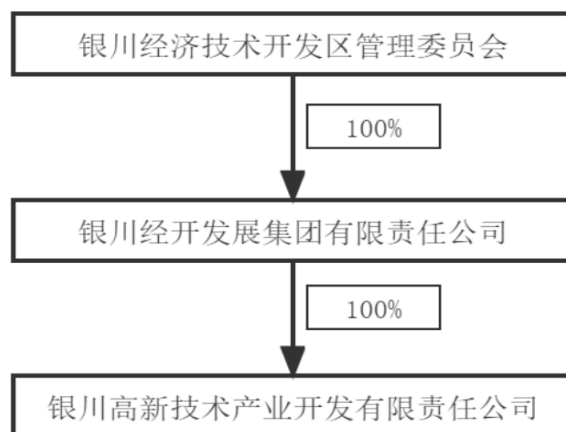 银川经济技术开发区管理委员会
100%
银川经开发展集团有限责任公司
100%
银川高新技术产业开发有限责任公司